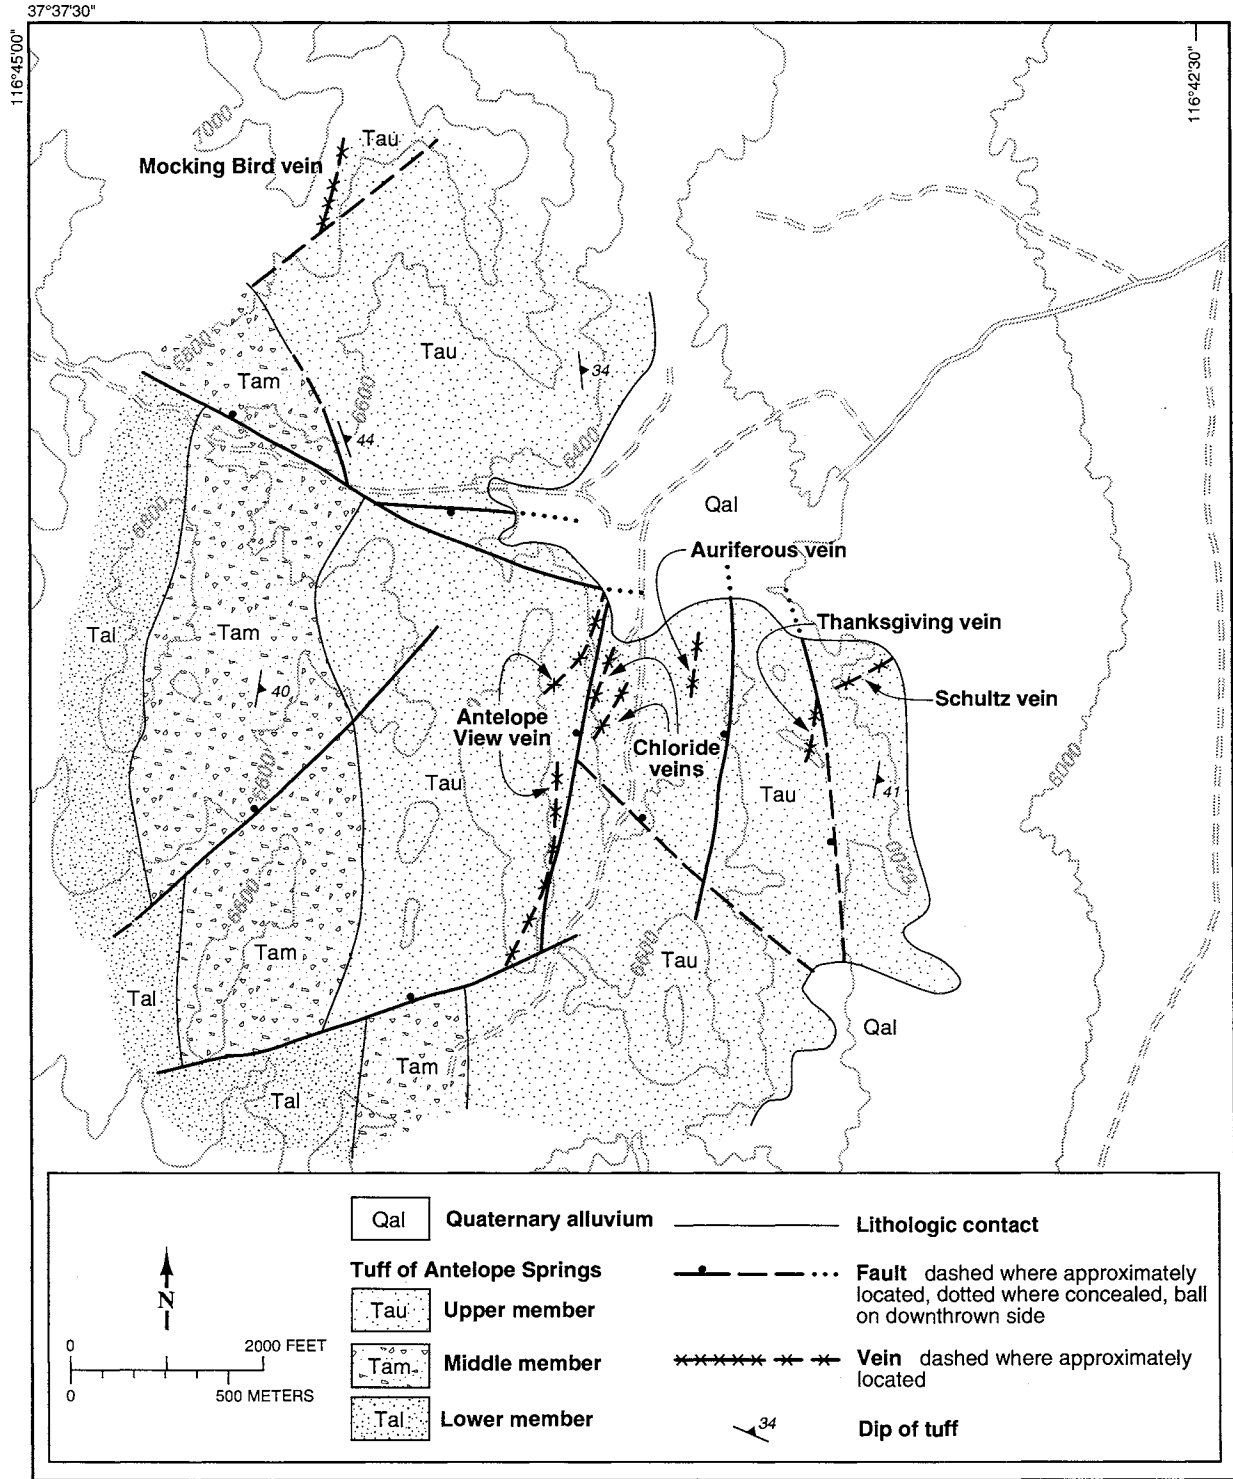 37°37'30"
116°45'00"
116°42'30"
7000
Mocking Bird vein
Tau
6800
Tau
34
Tam
6600
44
6400
Qal
6800
Auriferous vein
Thanksgiving vein
Tal
Tam
40
Schultz vein
Antelope
View vein
Chloride
veins
6000
6600
Tau
Tau
41
6200
6600
Tam
6600
Tau
Tal
Qal
Tam
Tal
Qal
Quaternary alluvium
Tuff of Antelope Springs
Tau
Upper member
Tam
Middle member
Tal
Lower member
N
0
2000 FEET
0
500 METERS
Lithologic contact
Fault dashed where approximately
located, dotted where concealed, ball
on downthrown side
Vein dashed where approximately
located
34
Dip of tuff